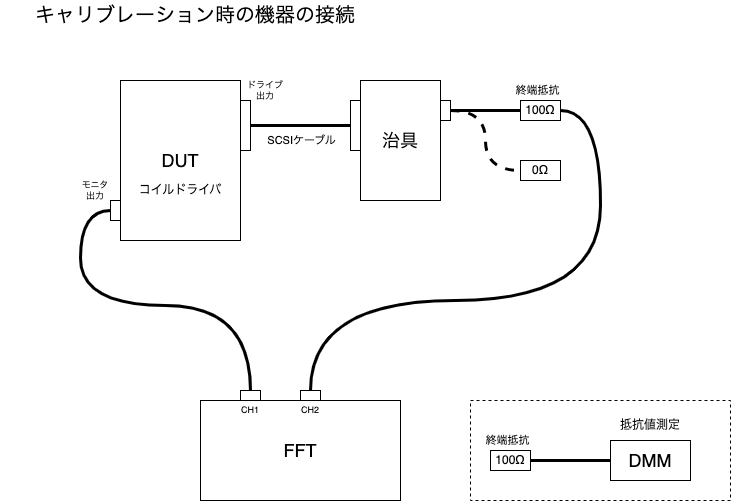 キャリブレーション時の機器の接続
ドライブ
出力
終端抵抗
100Ω
SCSIケーブル
治具
DUT
コイルドライバ
0Ω
モニタ
出力
CH1
CH2
FFT
抵抗値測定
終端抵抗
100Ω
DMM